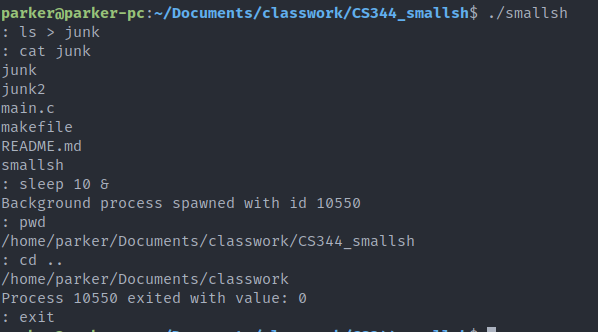 parker@parker-pc:~/Documents/classwork/CS344_smallsh$ ./smallsh
: ls > junk
: cat junk
junk
junk2
main.c
makefile
README.md
smallsh
: sleep 10 &
Background process spawned with id 10550
: pwd
/home/parker/Documents/classwork/CS344_smallsh
: cd ..
/home/parker/Documents/classwork
Process 10550 exited with value: 0
: exit